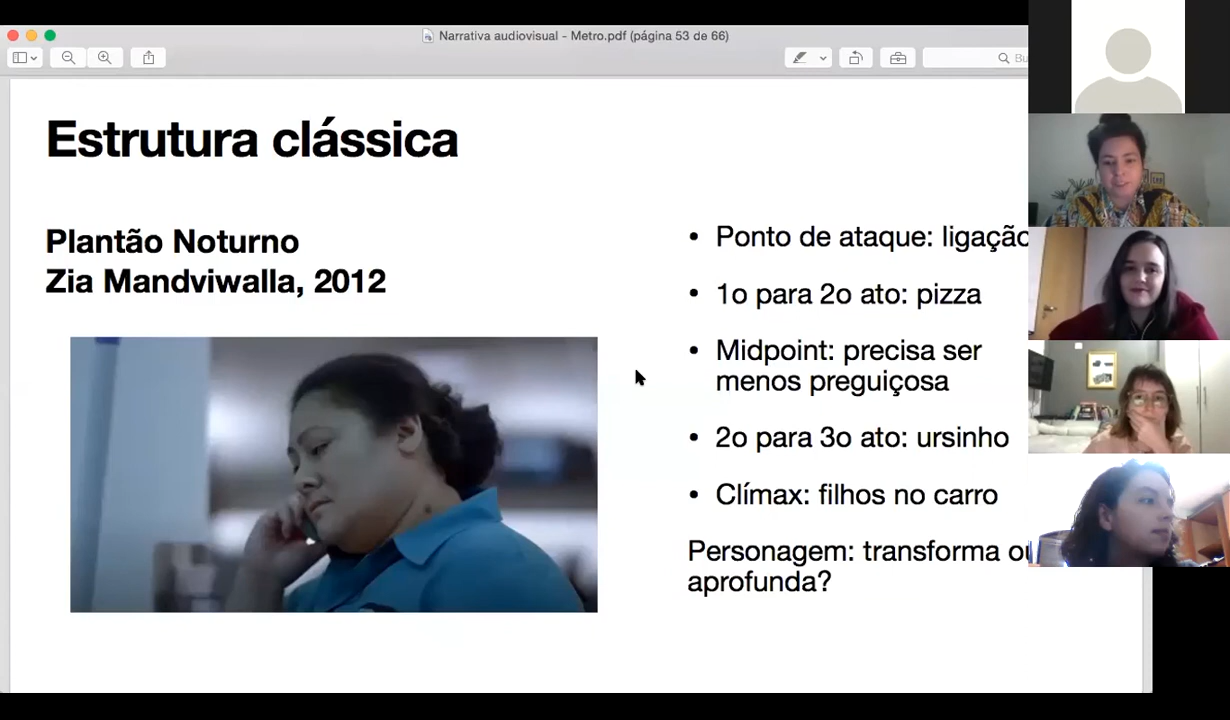 Narrativa audiovisual - Metro.pdf (página 53 de 66)
Bu
Estrutura clássica
Plantão Noturno
Zia Mandviwalla, 2012
• Ponto de ataque: ligação
• 1o para 2o ato: pizza
• Midpoint: precisa ser
menos preguiçosa
• 2o para 3o ato: ursinho
• Clímax: filhos no carro
Personagem: transforma ou
aprofunda?